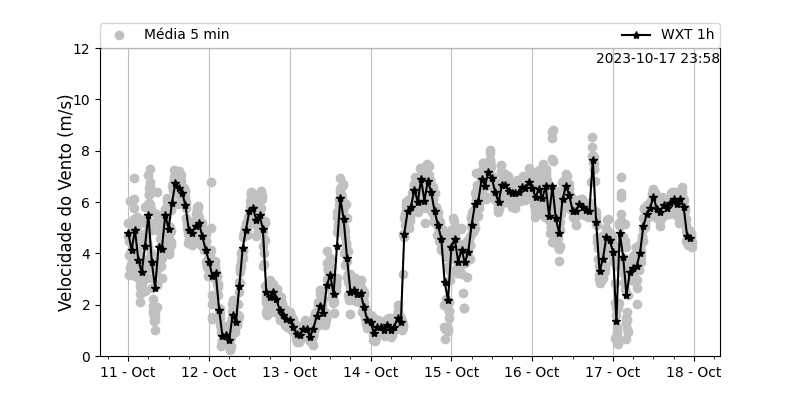 Média 5 min
WXT 1h
2023-10-17 23:58
Velocidade do Vento (m/s)
12
10
8
6
4
2
0
11 - Oct
12 - Oct
13 - Oct
14 - Oct
15 - Oct
16 - Oct
17 - Oct
18 - Oct